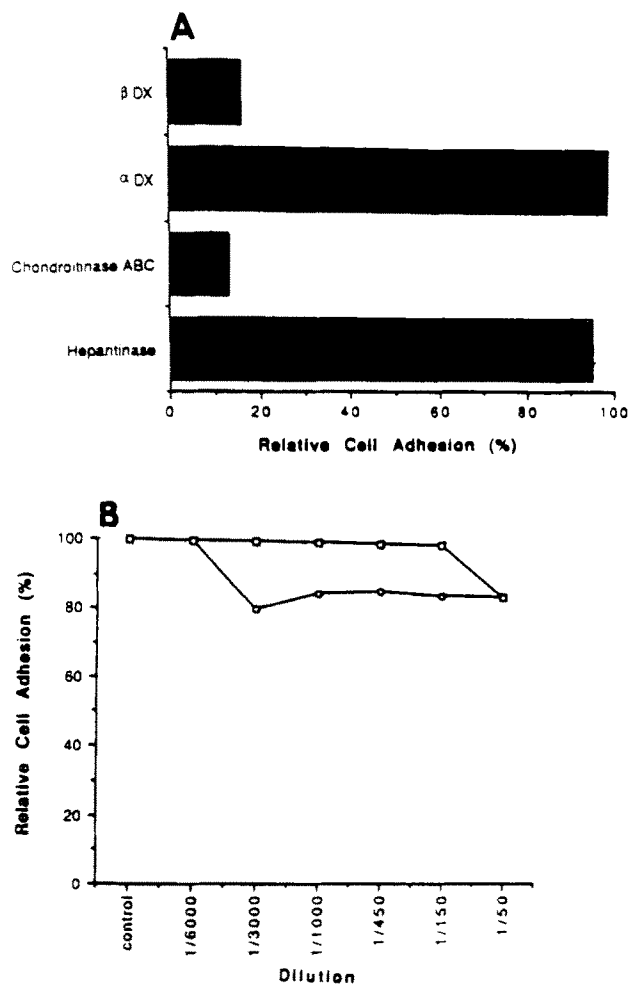 A
β DX
α DX
Chondroitinase ABC
Hepantinase
0 20 40 60 80 100
Relative Cell Adhesion (%)
B
Relative Cell Adhesion (%)
100
80
60
40
20
0
control 1/6000 1/3000 1/1000 1/450 1/150 1/50
Dilution